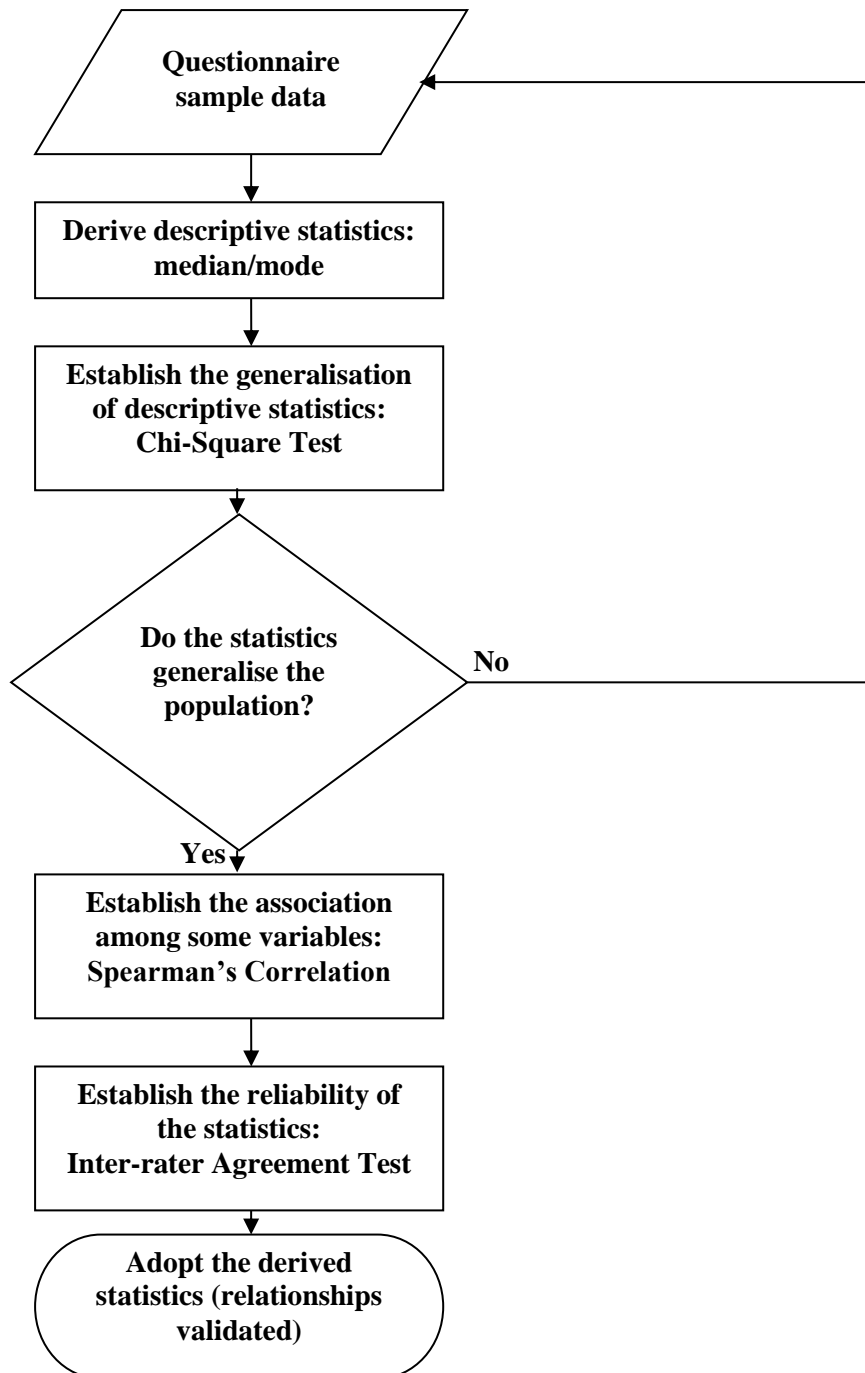 Questionnaire
sample data
Derive descriptive statistics:
median/mode
Establish the generalisation
of descriptive statistics:
Chi-Square Test
Do the statistics
generalise the
population?
No
Yes
Establish the association
among some variables:
Spearman’s Correlation
Establish the reliability of
the statistics:
Inter-rater Agreement Test
Adopt the derived
statistics (relationships
validated)